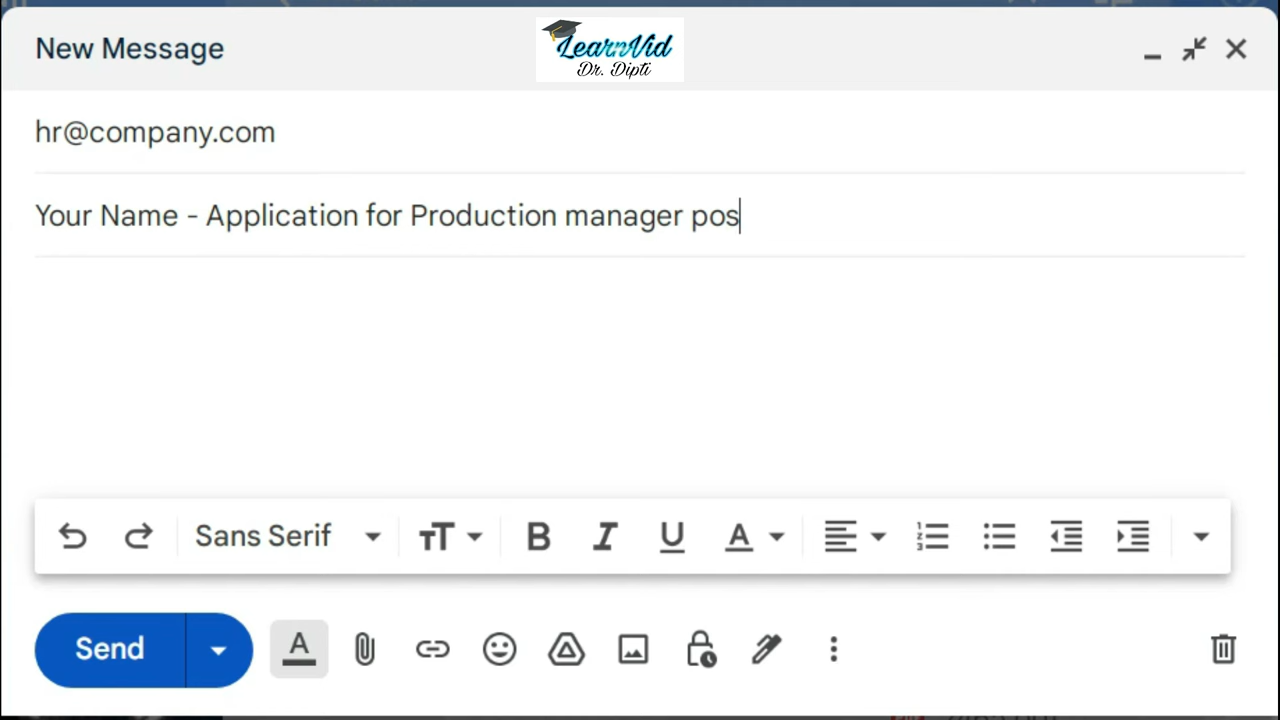 New Message
LearnVid
Dr. Dipti
hr@company.com
Your Name - Application for Production manager pos
Sans Serif
Send